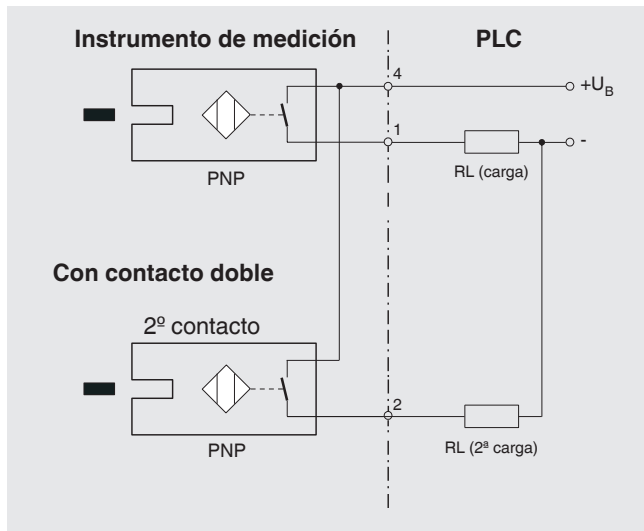 Instrumento de medición
PLC
4
+UB
1
-
RL (carga)
PNP
Con contacto doble
2º contacto
2
RL (2ª carga)
PNP